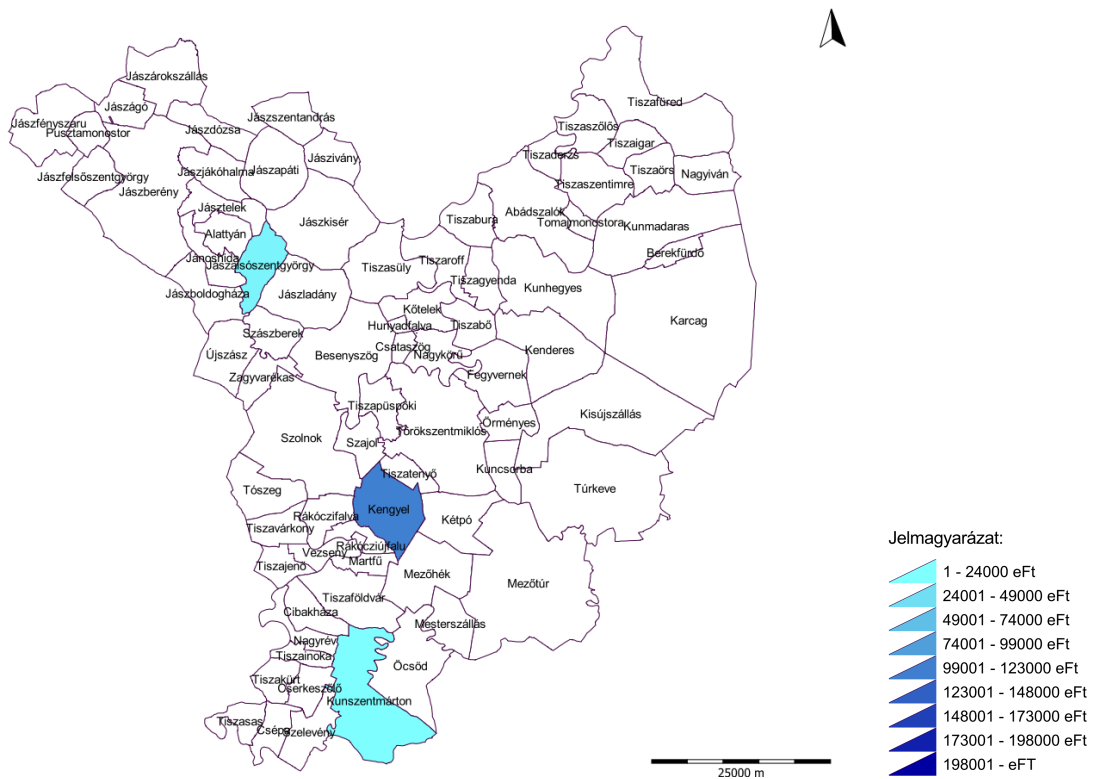 Jászárokszállás
Tiszafüred
Jászágó
Jászszentandrás
Jászfényszaru
Pusztamonostor
Jászdózsa
Tiszaszőlős
Tiszaigar
Jászivány
Tiszaderzs
Jászjákóhalma
Jászapáti
Tiszaörs
Nagyiván
Jászfelsőszentgyörgy
Tiszaszentimre
Jászberény
Jásztelek
Abádszalók
Jászkisér
Tiszabura
Tomajmonostora
Kunmadaras
Alattyán
Berekfürdő
Jánoshida
Tiszaroff
Jászalsószentgyörgy
Tiszasüly
Tiszagyenda
Kunhegyes
Jászboldogháza
Jászladány
Kőtelek
Karcag
Hunyadfalva
Tiszabő
Szászberek
Csataszög
Kenderes
Újszász
Besenyszög
Nagykörű
Zagyvarékas
Fegyvernek
Tiszapüspöki
Kisújszállás
Örményes
Törökszentmiklós
Szolnok
Szajol
Kuncsorba
Tiszatenyő
Tószeg
Túrkeve
Kengyel
Rákóczifalva
Kétpó
Tiszavárkony
Rákócziújfalu
Vezseny
Martfű
Tiszajenő
Mezőhék
Mezőtúr
Tiszaföldvár
Cibakháza
Mesterszállás
Nagyrév
Tiszainoka
Öcsöd
Tiszakürt
Cserkeszőlő
Kunszentmárton
Tiszasas
Csépa
Szelevény
Jelmagyarázat:
1 - 24000 eFt
24001 - 49000 eFt
49001 - 74000 eFt
74001 - 99000 eFt
99001 - 123000 eFt
123001 - 148000 eFt
148001 - 173000 eFt
173001 - 198000 eFt
198001 - eFT
25000 m